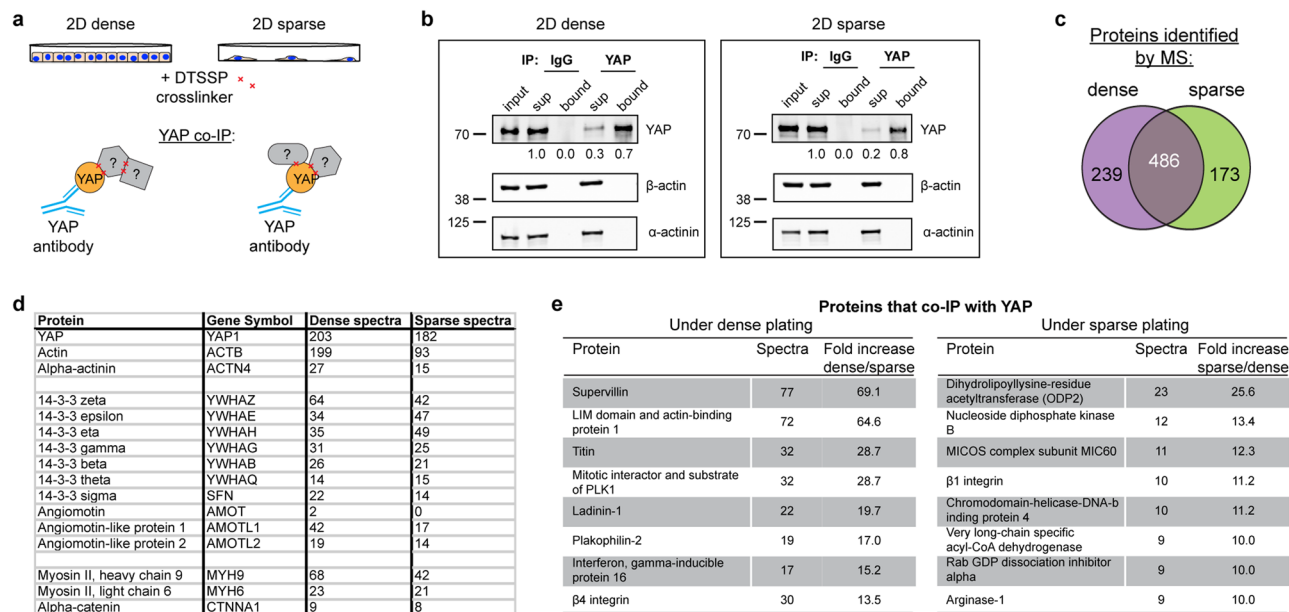 a
2D dense
2D sparse
+ DTSSP
crosslinker
YAP co-IP:
?
?
YAP
YAP
antibody
?
?
YAP
YAP
antibody
b
2D dense
IP: IgG YAP
input sup bound sup bound
70
YAP
1.0 0.0 0.3 0.7
38
β-actin
125
α-actinin
2D sparse
IP: IgG YAP
input sup bound sup bound
70
YAP
1.0 0.0 0.2 0.8
38
β-actin
125
α-actinin
c
Proteins identified
by MS:
dense sparse
239 486 173
d
Protein Gene Symbol Dense spectra Sparse spectra
YAP YAP1 203 182
Actin ACTB 199 93
Alpha-actinin ACTN4 27 15
14-3-3 zeta YWHAZ 64 42
14-3-3 epsilon YWHAE 34 47
14-3-3 eta YWHAH 35 49
14-3-3 gamma YWHAG 31 25
14-3-3 beta YWHAB 26 21
14-3-3 theta YWHAQ 14 15
14-3-3 sigma SFN 22 14
Angiomotin AMOT 2 0
Angiomotin-like protein 1 AMOTL1 42 17
Angiomotin-like protein 2 AMOTL2 19 14
Myosin II, heavy chain 9 MYH9 68 42
Myosin II, light chain 6 MYH6 23 21
Alpha-catenin CTNNA1 9 8
e
Proteins that co-IP with YAP
Under dense plating
Protein Spectra Fold increase
dense/sparse
Supervillin 77 69.1
LIM domain and actin-binding
protein 1 72 64.6
Titin 32 28.7
Mitotic interactor and substrate
of PLK1 32 28.7
Ladinin-1 22 19.7
Plakophilin-2 19 17.0
Interferon, gamma-inducible
protein 16 17 15.2
β4 integrin 30 13.5
Under sparse plating
Protein Spectra Fold increase
sparse/dense
Dihydrolipoyllysine-residue
acetyltransferase (ODP2) 23 25.6
Nucleoside diphosphate kinase
B 12 13.4
MICOS complex subunit MIC60 11 12.3
β1 integrin 10 11.2
Chromodomain-helicase-DNA-b
inding protein 4 10 11.2
Very long-chain specific
acyl-CoA dehydrogenase 9 10.0
Rab GDP dissociation inhibitor
alpha 9 10.0
Arginase-1 9 10.0